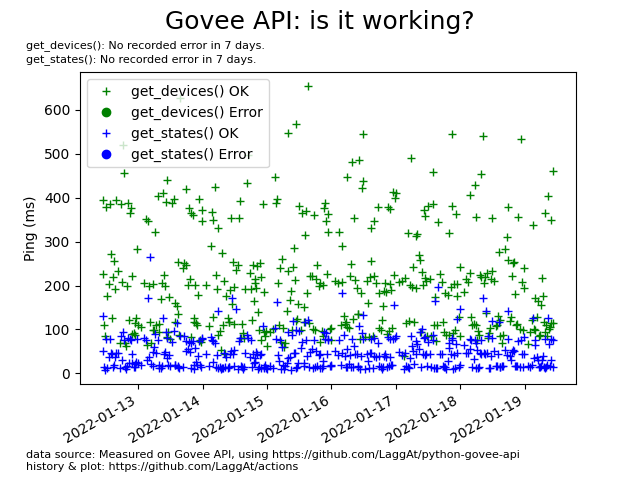 Govee API: is it working?
get_devices(): No recorded error in 7 days.
get_states(): No recorded error in 7 days.
get_devices() OK
get_devices() Error
get_states() OK
get_states() Error
Ping (ms)
600
500
400
300
200
100
0
2022-01-13
2022-01-14
2022-01-15
2022-01-16
2022-01-17
2022-01-18
2022-01-19
data source: Measured on Govee API, using https://github.com/LaggAt/python-govee-api
history & plot: https://github.com/LaggAt/actions